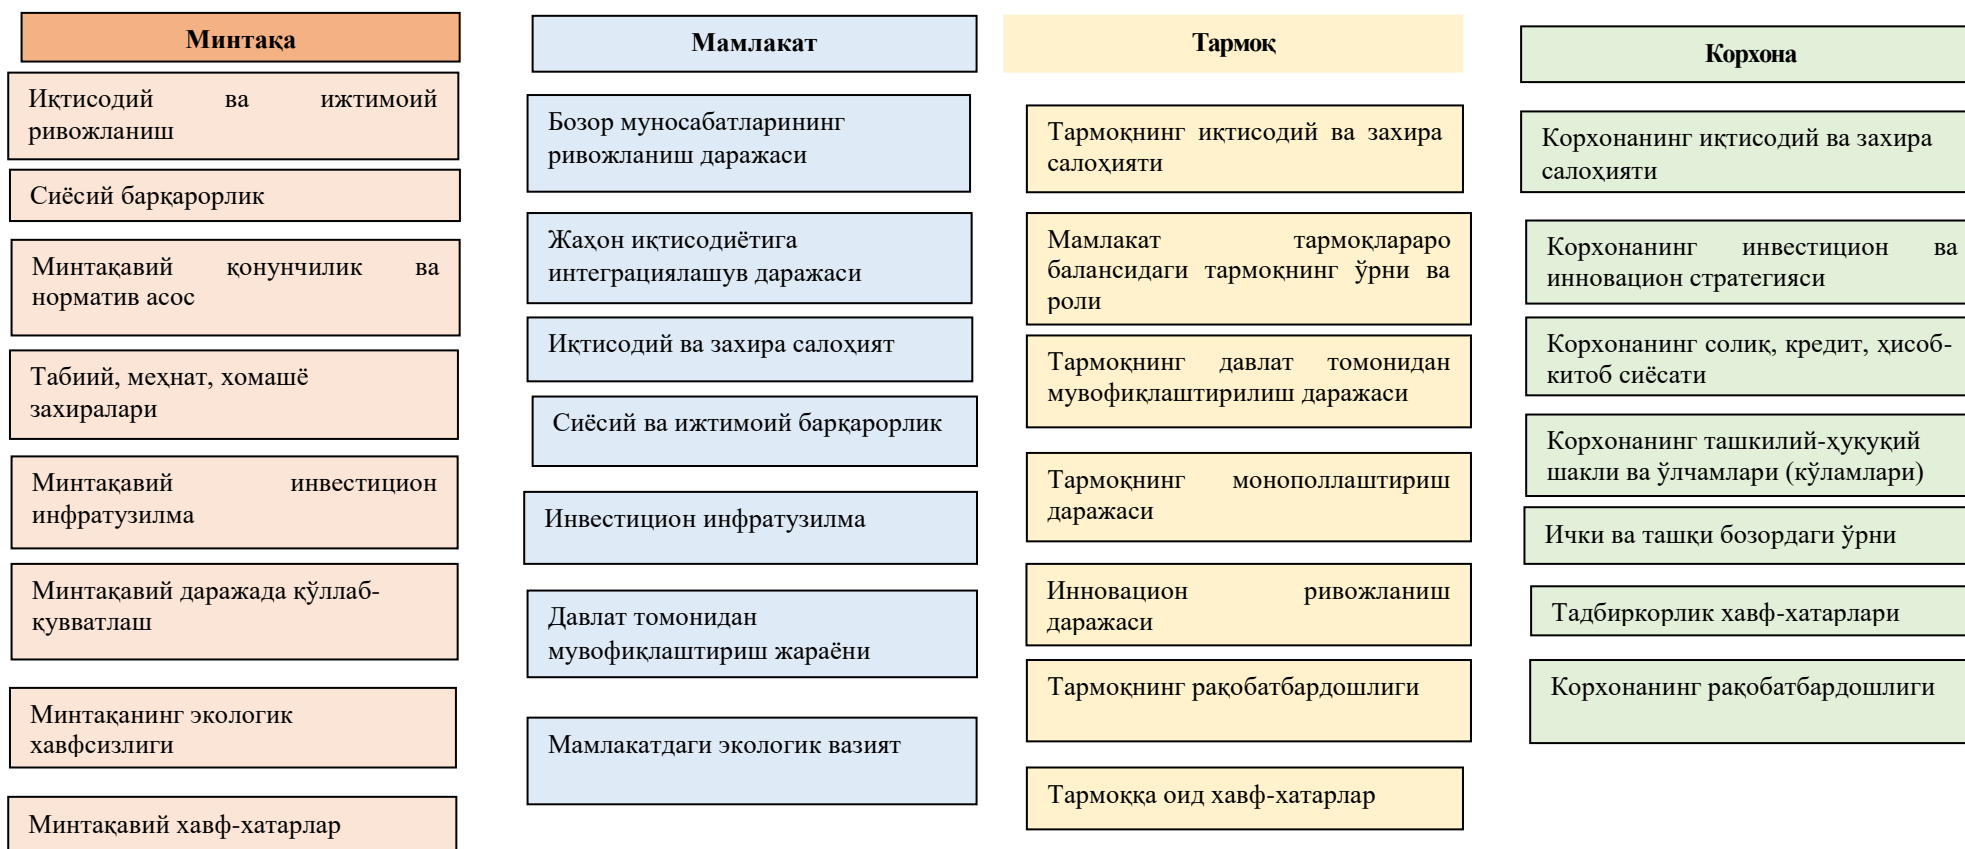 Минтақа
Иқтисодий ва ижтимоий
ривожланиш
Сиёсий барқарорлик
Минтақавий қонунчилик ва
норматив асос
Табиий, меҳнат, хомашё
захиралари
Минтақавий инвестицион
инфратузилма
Минтақавий даражада қўллаб-
қувватлаш
Минтақанинг экологик
хавфсизлиги
Минтақавий хавф-хатарлар
Мамлакат
Бозор муносабатларининг
ривожланиш даражаси
Жаҳон иқтисодиётига
интеграциялашув даражаси
Иқтисодий ва захира салоҳият
Сиёсий ва ижтимоий барқарорлик
Инвестицион инфратузилма
Давлат томонидан
мувофиқлаштириш жараёни
Мамлакатдаги экологик вазият
Тармоқ
Тармоқнинг иқтисодий ва захира
салоҳияти
Мамлакат тармоқлараро
балансидаги тармоқнинг ўрни ва
роли
Тармоқнинг давлат томонидан
мувофиқлаштирилиш даражаси
Тармоқнинг монополлаштириш
даражаси
Инновацион ривожланиш
даражаси
Тармоқнинг рақобатбардошлиги
Тармоққа оид хавф-хатарлар
Корхона
Корхонанинг иқтисодий ва захира
салоҳияти
Корхонанинг инвестицион ва
инновацион стратегияси
Корхонанинг солиқ, кредит, ҳисоб-
китоб сиёсати
Корхонанинг ташкилий-ҳуқуқий
шакли ва ўлчамлари (кўламлари)
Ички ва ташқи бозордаги ўрни
Тадбиркорлик хавф-хатарлари
Корхонанинг рақобатбардошлиги